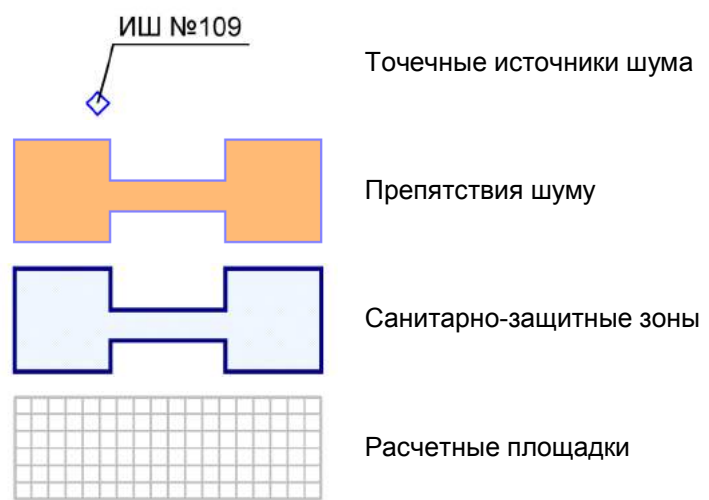 ИШ №109
Точечные источники шума
Препятствия шуму
Санитарно-защитные зоны
Расчетные площадки